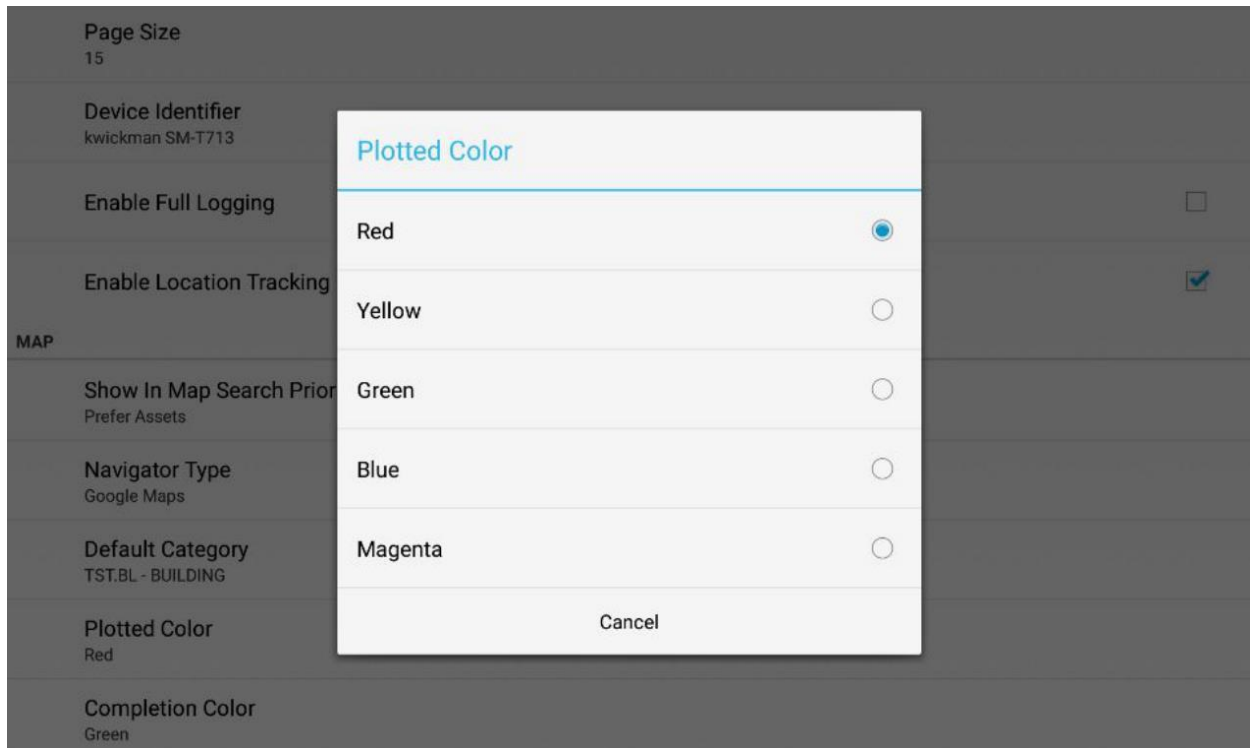 Page Size
15
Device Identifier
kwickman SM-T713
Enable Full Logging
Enable Location Tracking
MAP
Show In Map Search Prior
Prefer Assets
Navigator Type
Google Maps
Default Category
TST.BL - BUILDING
Plotted Color
Red
Completion Color
Green
Plotted Color
Red
Yellow
Green
Blue
Magenta
Cancel